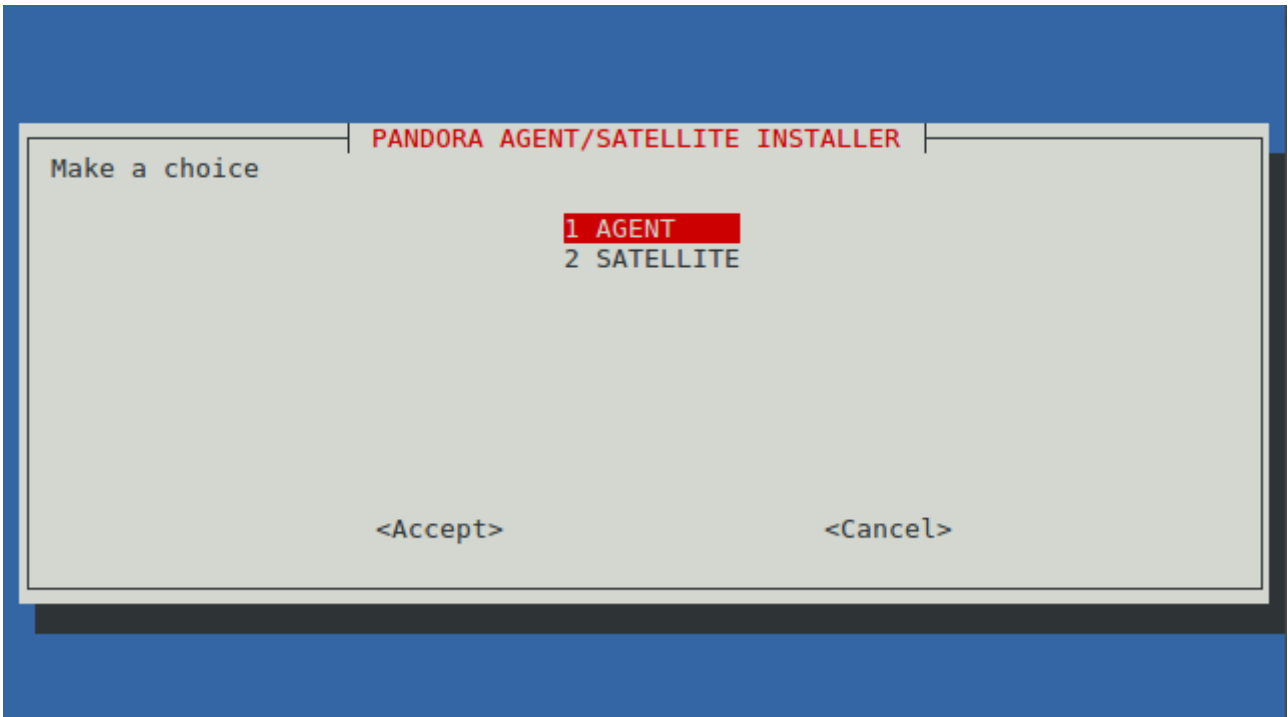 PANDORA AGENT/SATELLITE INSTALLER
Make a choice
1 AGENT
2 SATELLITE
<Accept> <Cancel>